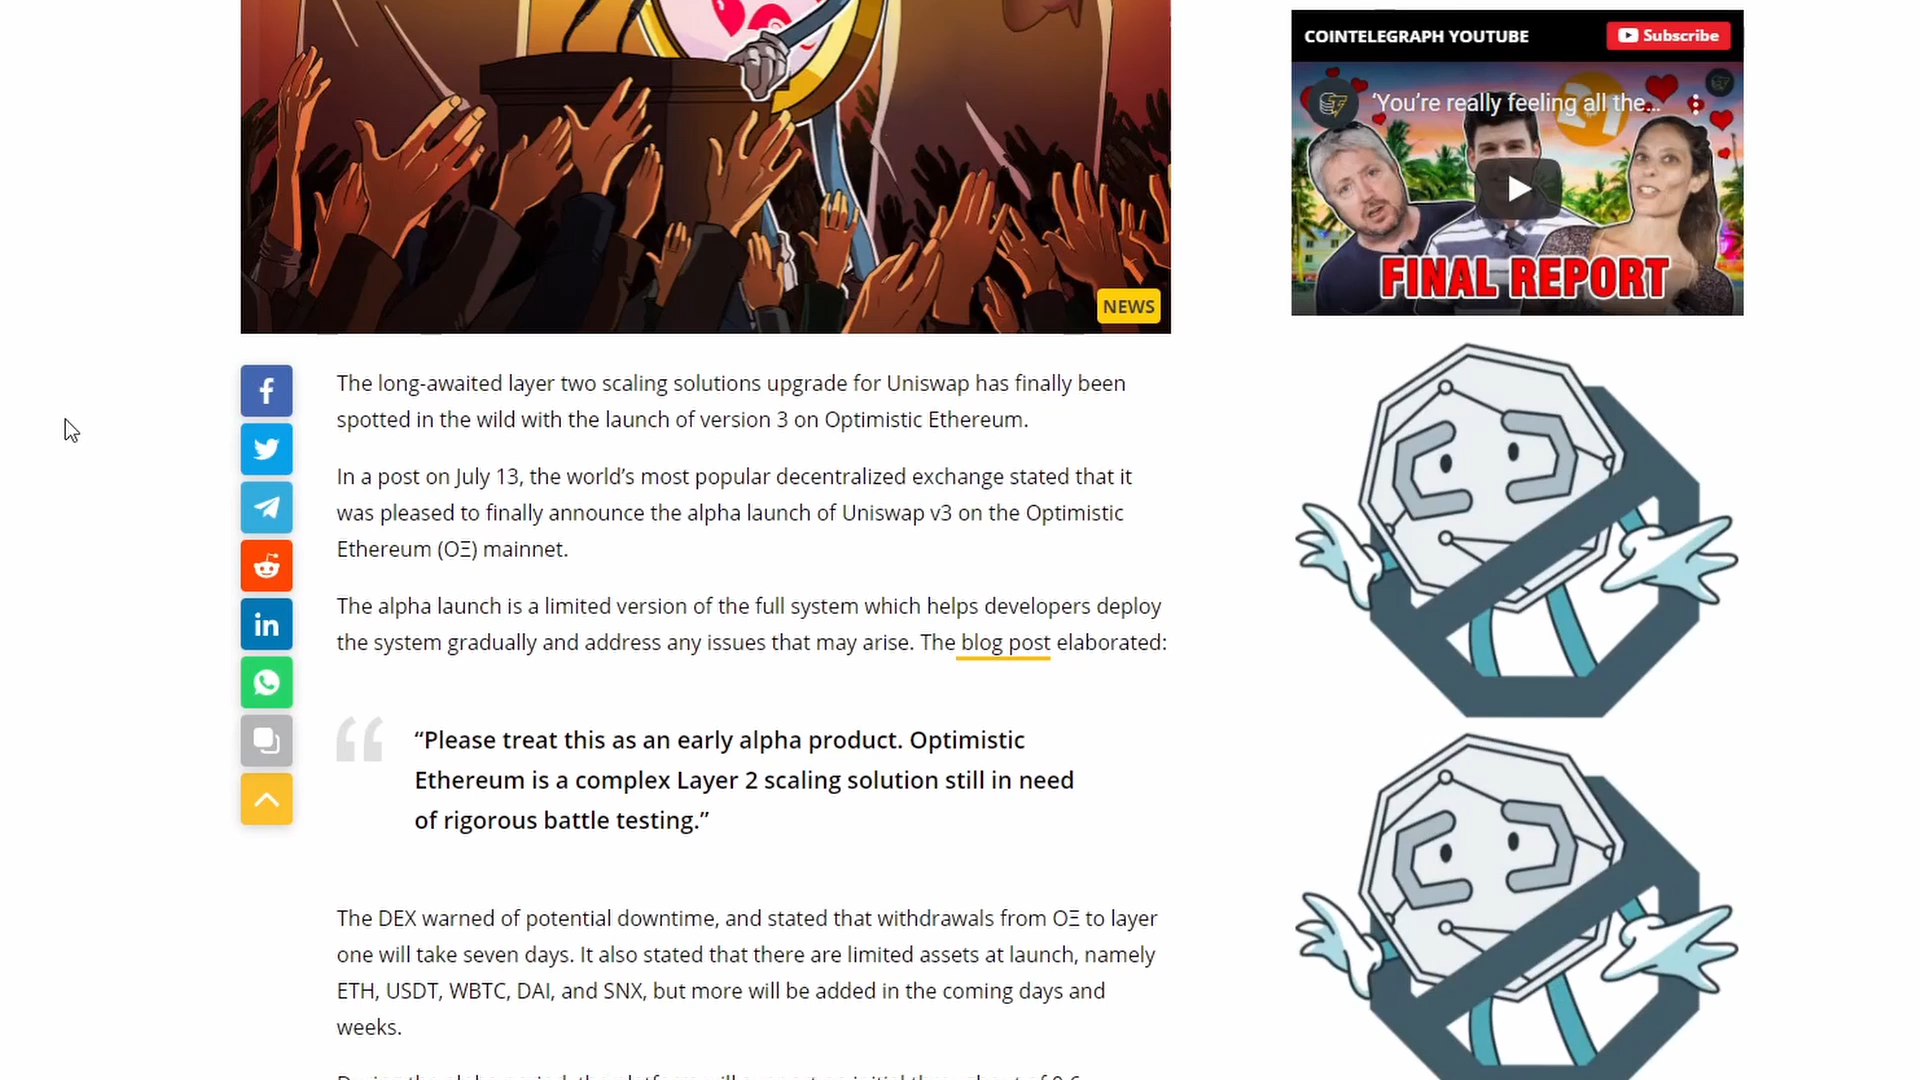 COINTELEGRAPH YOUTUBE
Subscribe
‘You’re really feeling all the...
FINAL REPORT
NEWS
The long-awaited layer two scaling solutions upgrade for Uniswap has finally been
spotted in the wild with the launch of version 3 on Optimistic Ethereum.
In a post on July 13, the world’s most popular decentralized exchange stated that it
was pleased to finally announce the alpha launch of Uniswap v3 on the Optimistic
Ethereum (OΞ) mainnet.
The alpha launch is a limited version of the full system which helps developers deploy
the system gradually and address any issues that may arise. The blog post elaborated:
“Please treat this as an early alpha product. Optimistic
Ethereum is a complex Layer 2 scaling solution still in need
of rigorous battle testing.”
The DEX warned of potential downtime, and stated that withdrawals from OΞ to layer
one will take seven days. It also stated that there are limited assets at launch, namely
ETH, USDT, WBTC, DAI, and SNX, but more will be added in the coming days and
weeks.